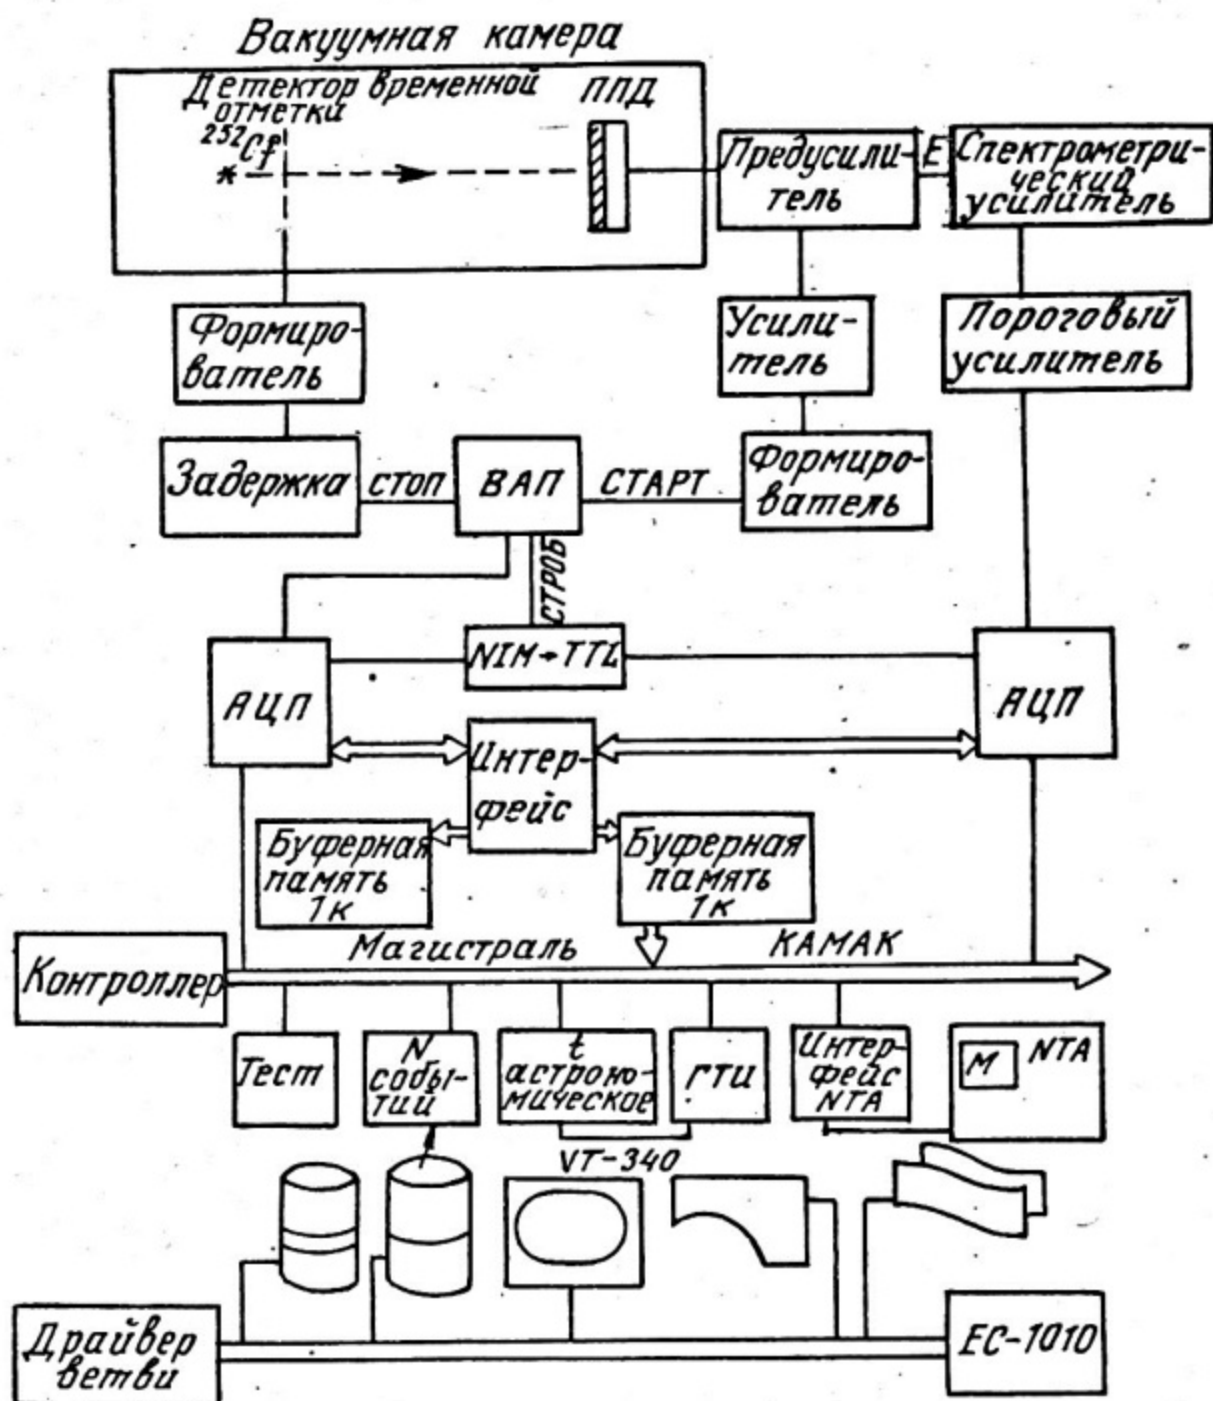 Вакуумная камера
Детектор временной
отметка
ППД
²⁵²Cf
Предусили-
тель
E
Спектрометри-
ческий
усилитель
Формиро-
ватель
Усили-
тель
Пороговый
усилитель
Задержка
СТОП
ВАП
СТАРТ
Формиро-
ватель
СТРОБ
АЦП
NIM→TTL
АЦП
Интер-
фейс
Буферная
память
1к
Буферная
память
1к
Магистраль
КАМАК
Контроллер
Тест
N
собы-
тий
t
астроно-
мическое
ГТИ
Интер-
фейс
NTA
М
NTA
VT-340
Драйвер
ветви
ЕС-1010